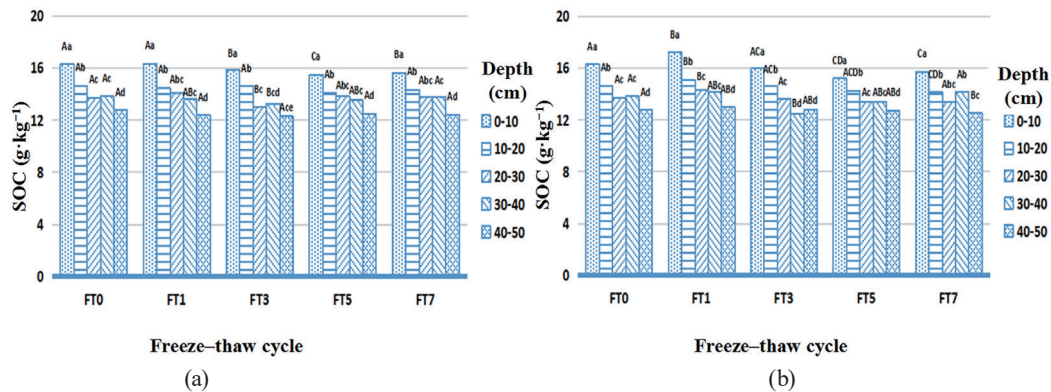 20
16
12
8
4
0
SOC (g·kg⁻¹)
Aa Ab Ac Ac Ad
Aa Ab Abc ABc Ad
Ba Ab Bc Bcd Ace
Ca Ab Abc ABc Ad
Ba Ab Abc Ac Ad
FT0 FT1 FT3 FT5 FT7
Freeze–thaw cycle
Depth
(cm)
0-10
10-20
20-30
30-40
40-50
(a)
20
16
12
8
4
0
SOC (g·kg⁻¹)
Aa Ab Ac Ac Ad
Ba Bb Bc ABc ABd
ACa ACb Ac Bd ABd
CDa ACDb Ac ABc ABd
Ca CDb Abc Ab Bc
FT0 FT1 FT3 FT5 FT7
Freeze–thaw cycle
Depth
(cm)
0-10
10-20
20-30
30-40
40-50
(b)